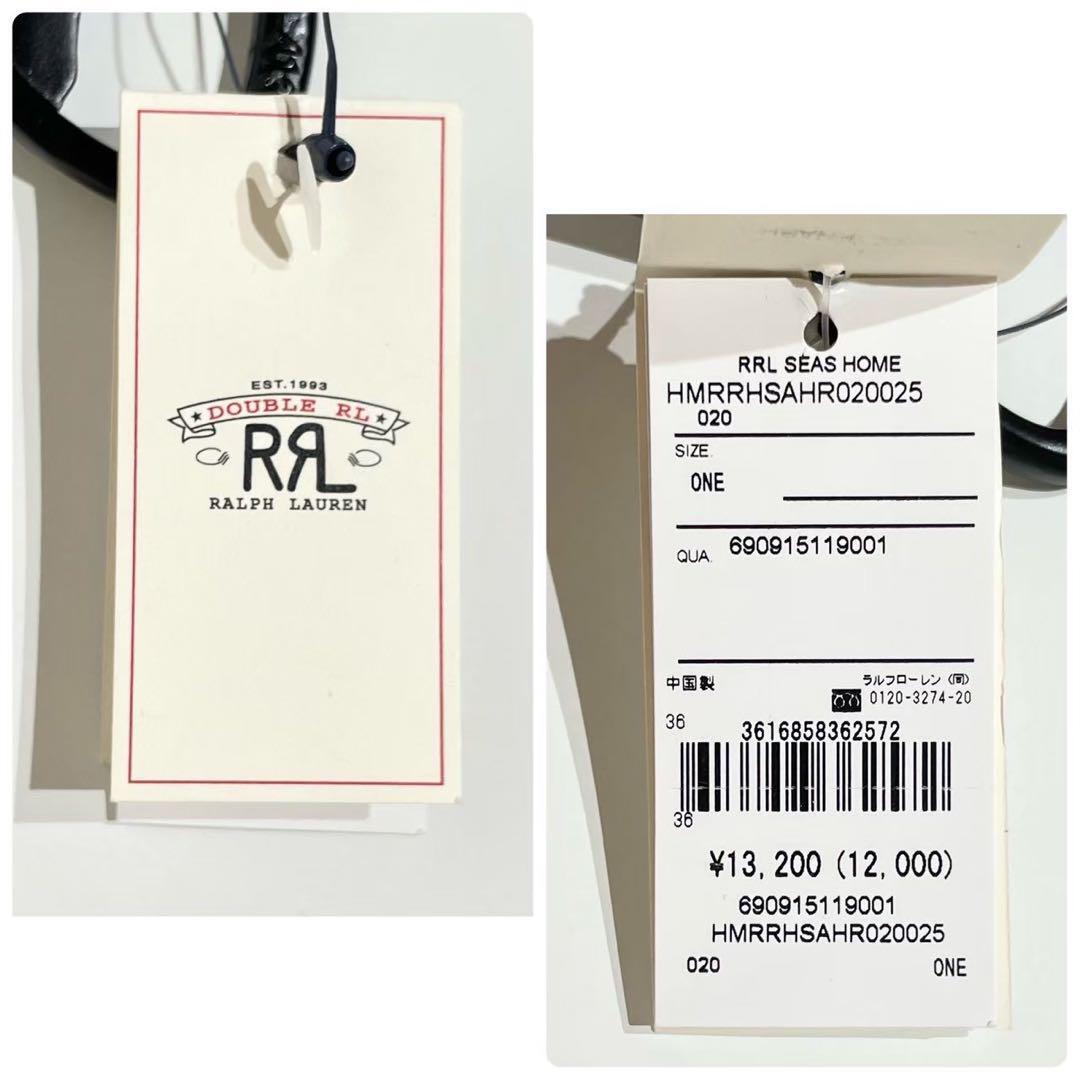 EST.1993
★ DOUBLE RL ★
RRL
RALPH LAUREN
RRL SEAS HOME
HMRRHSAHR020025
020
SIZE.
ONE
QUA. 690915119001
中国製
ラルフローレン(同)
0120-3274-20
36
3616858362572
36
¥13,200 (12,000)
690915119001
HMRRHSAHR020025
020 ONE